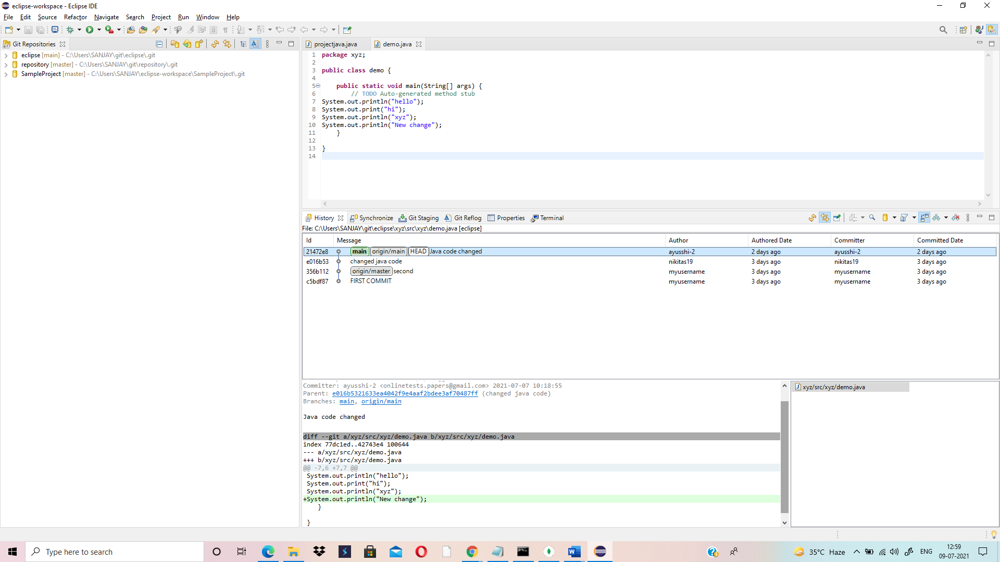 eclipse-workspace - Eclipse IDE
File Edit Source Refactor Navigate Search Project Run Window Help
Git Repositories
eclipse [main] - C:\Users\SANJAY\git\eclipse\.git
repository [master] - C:\Users\SANJAY\git\repository\.git
SampleProject [master] - C:\Users\SANJAY\eclipse-workspace\SampleProject\.git
projectjava.java demo.java
1 package xyz;
2
3 public class demo {
4
5 public static void main(String[] args) {
6 // TODO Auto-generated method stub
7 System.out.println("hello");
8 System.out.print("hi");
9 System.out.println("xyz");
10 System.out.println("New change");
11 }
12
13 }
14
History Synchronize Git Staging Git Reflog Properties Terminal
File: C:\Users\SANJAY\git\eclipse\xyz\src\xyz\demo.java [eclipse]
Id Message Author Authored Date Committer Committed Date
21472e8 main origin/main HEAD Java code changed ayusshi-2 2 days ago ayusshi-2 2 days ago
e016b53 changed java code nikitas19 3 days ago nikitas19 3 days ago
356b112 origin/master second myusername 3 days ago myusername 3 days ago
c5bdf87 FIRST COMMIT myusername 3 days ago myusername 3 days ago
Committer: ayusshi-2 <onlinetests.papers@gmail.com> 2021-07-07 10:18:55
Parent: e016b5321633ea4042f9e4aaf2bdee3af70487ff (changed java code)
Branches: main, origin/main
Java code changed
diff --git a/xyz/src/xyz/demo.java b/xyz/src/xyz/demo.java
index 77dc1ed..42743e4 100644
--- a/xyz/src/xyz/demo.java
+++ b/xyz/src/xyz/demo.java
@@ -7,6 +7,7 @@
System.out.println("hello");
System.out.print("hi");
System.out.println("xyz");
+System.out.println("New change");
}
}
xyz/src/xyz/demo.java
Type here to search
35°C Haze
ENG
12:59
09-07-2021